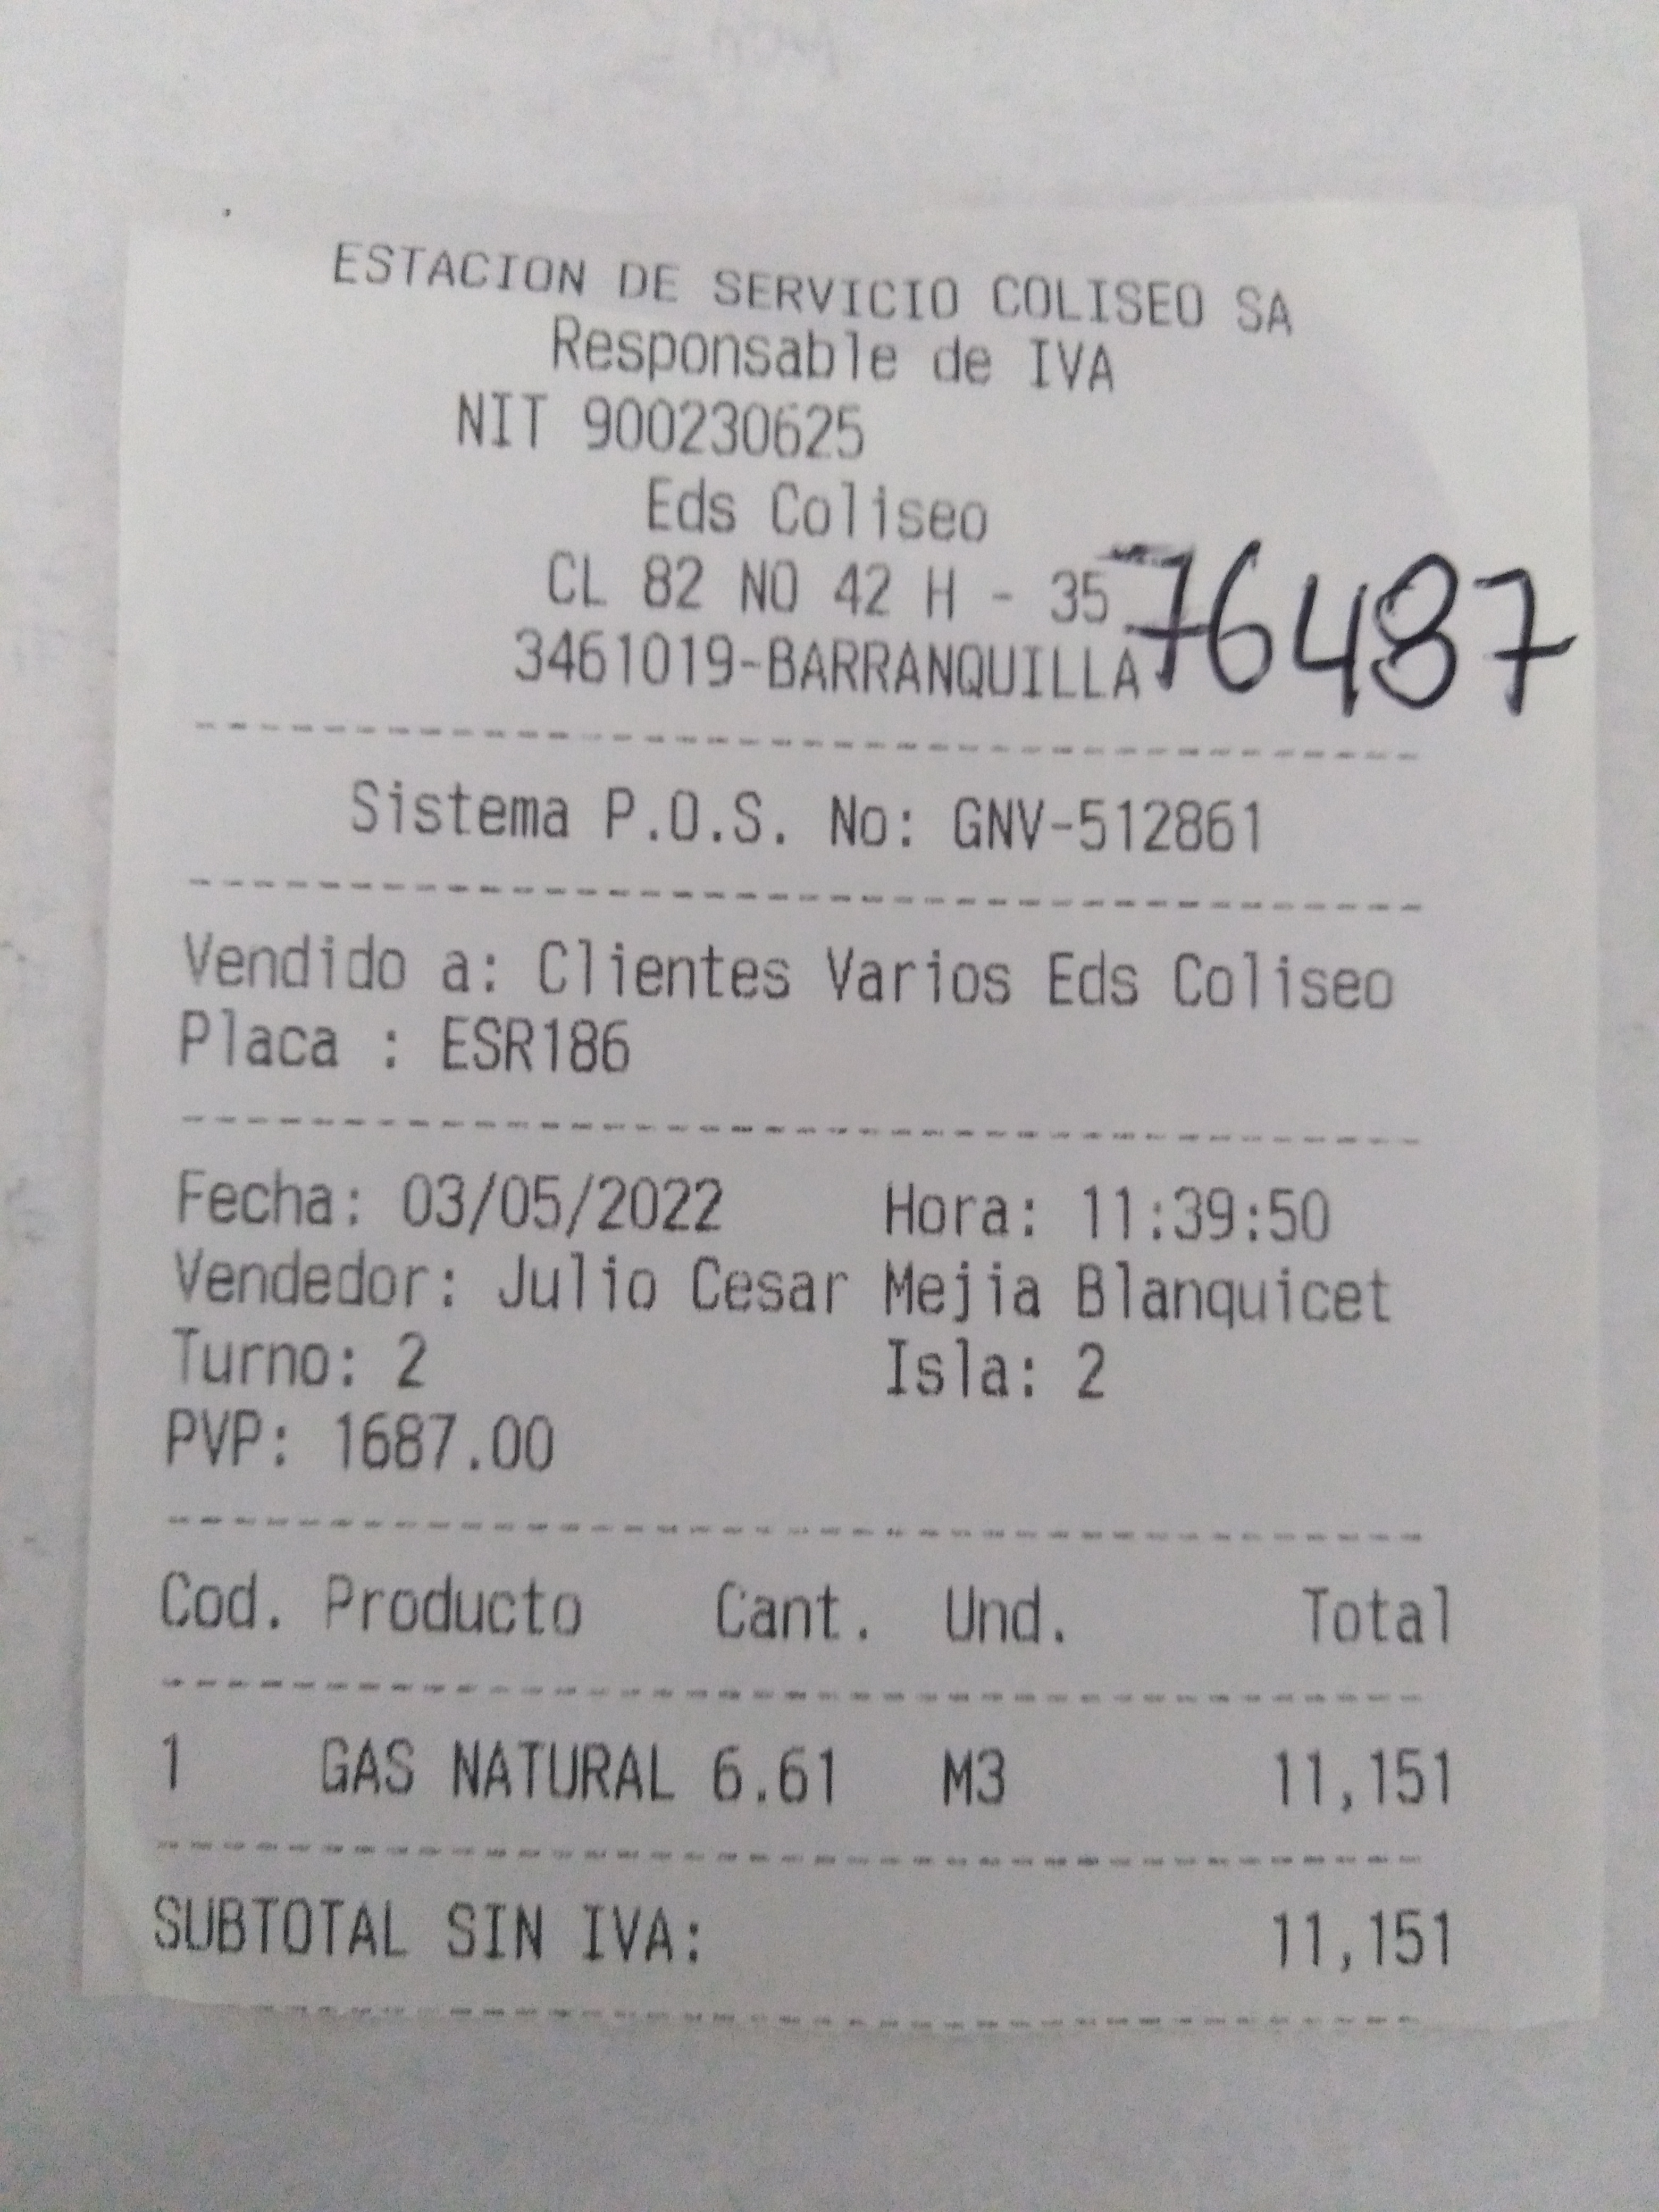 ESTACION DE SERVICIO COLISEO SA
Responsable de IVA
NIT 900230625
Eds Coliseo
CL 82 NO 42 H - 35
76487
3461019-BARRANQUILLA
Sistema P.O.S. No: GNV-512861
Vendido a: Clientes Varios Eds Coliseo
Placa : ESR186
Fecha: 03/05/2022 Hora: 11:39:50
Vendedor: Julio Cesar Mejia Blanquicet
Turno: 2 Isla: 2
PVP: 1687.00
Cod. Producto Cant. Und. Total
1 GAS NATURAL 6.61 M3 11,151
SUBTOTAL SIN IVA: 11,151